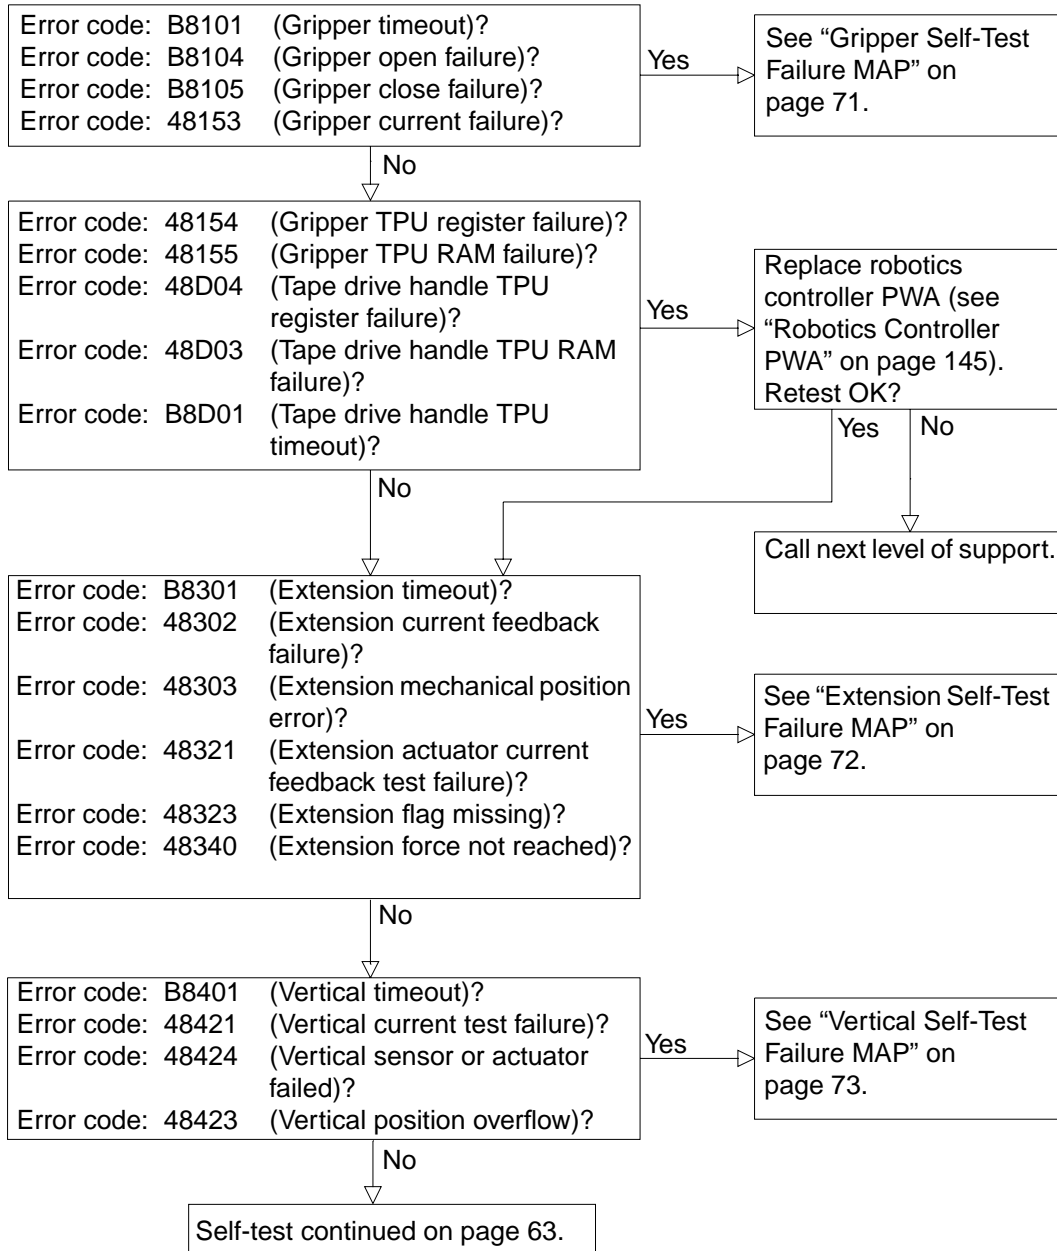 Error code: B8101 (Gripper timeout)?
Error code: B8104 (Gripper open failure)?
Error code: B8105 (Gripper close failure)?
Error code: 48153 (Gripper current failure)?
Yes
See “Gripper Self-Test
Failure MAP” on
page 71.
No
Error code: 48154 (Gripper TPU register failure)?
Error code: 48155 (Gripper TPU RAM failure)?
Error code: 48D04 (Tape drive handle TPU
register failure)?
Error code: 48D03 (Tape drive handle TPU RAM
failure)?
Error code: B8D01 (Tape drive handle TPU
timeout)?
Yes
Replace robotics
controller PWA (see
“Robotics Controller
PWA” on page 145).
Retest OK?
Yes
No
No
Call next level of support.
Error code: B8301 (Extension timeout)?
Error code: 48302 (Extension current feedback
failure)?
Error code: 48303 (Extension mechanical position
error)?
Error code: 48321 (Extension actuator current
feedback test failure)?
Error code: 48323 (Extension flag missing)?
Error code: 48340 (Extension force not reached)?
Yes
See “Extension Self-Test
Failure MAP” on
page 72.
No
Error code: B8401 (Vertical timeout)?
Error code: 48421 (Vertical current test failure)?
Error code: 48424 (Vertical sensor or actuator
failed)?
Error code: 48423 (Vertical position overflow)?
Yes
See “Vertical Self-Test
Failure MAP” on
page 73.
No
Self-test continued on page 63.